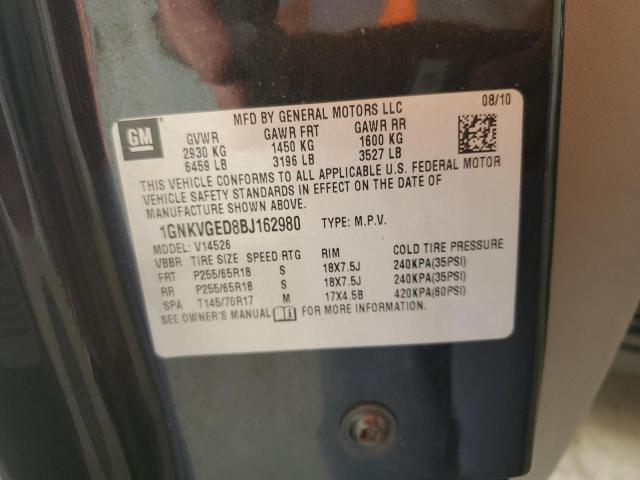 MFD BY GENERAL MOTORS LLC 08/10
GM GVWR GAWR FRT GAWR RR
2930 KG 1450 KG 1600 KG
6459 LB 3196 LB 3527 LB
THIS VEHICLE CONFORMS TO ALL APPLICABLE U.S. FEDERAL MOTOR
VEHICLE SAFETY STANDARDS IN EFFECT ON THE DATE OF
MANUFACTURE SHOWN ABOVE.
1GNKVGED8BJ162980 TYPE: M.P.V.
MODEL: V14526
VBBR TIRE SIZE SPEED RTG RIM COLD TIRE PRESSURE
FRT P255/65R18 S 18X7.5J 240KPA(35PSI)
RR P255/65R18 S 18X7.5J 240KPA(35PSI)
SPA T145/70R17 M 17X4.5B 420KPA(60PSI)
SEE OWNER'S MANUAL FOR MORE INFORMATION.